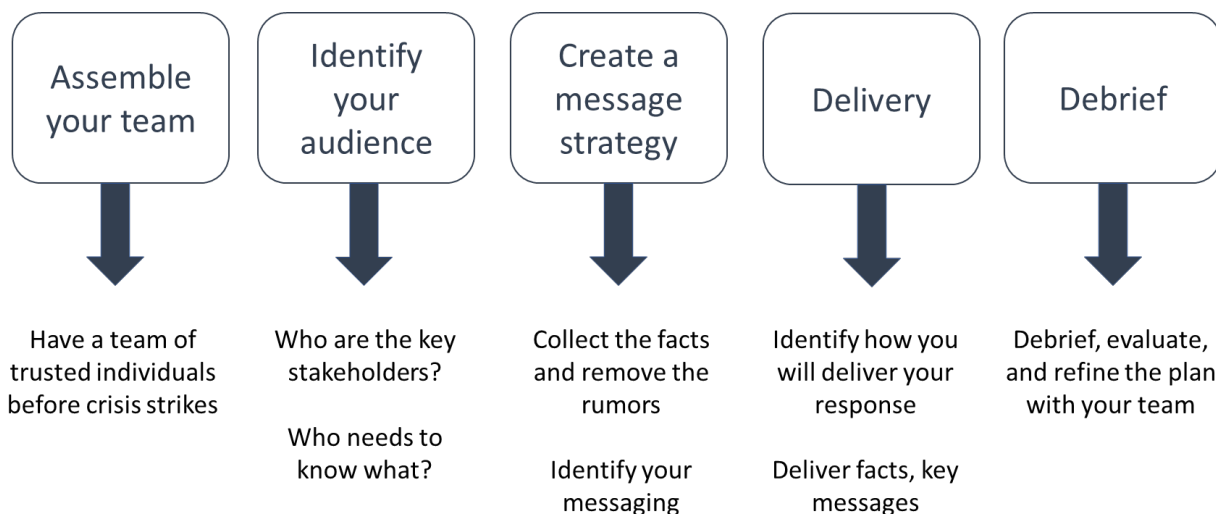 Assemble
your team
Identify
your
audience
Create a
message
strategy
Delivery
Debrief
Have a team of
trusted individuals
before crisis strikes
Who are the key
stakeholders?
Who needs to
know what?
Collect the facts
and remove the
rumors
Identify your
messaging
Identify how you
will deliver your
response
Deliver facts, key
messages
Debrief, evaluate,
and refine the plan
with your team